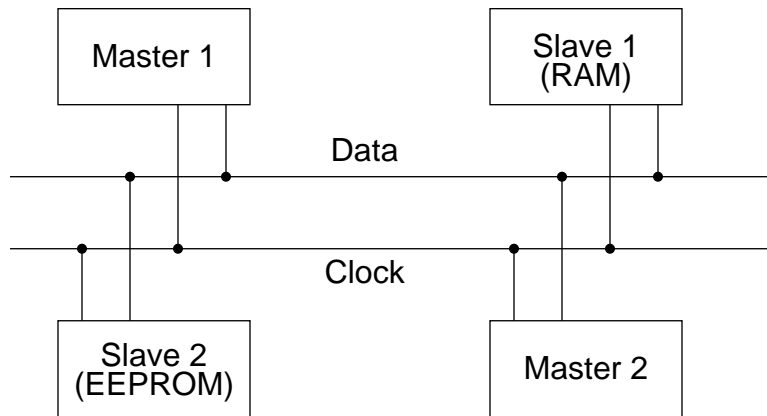 Master 1
Slave 1
(RAM)
Data
Clock
Slave 2
(EEPROM)
Master 2